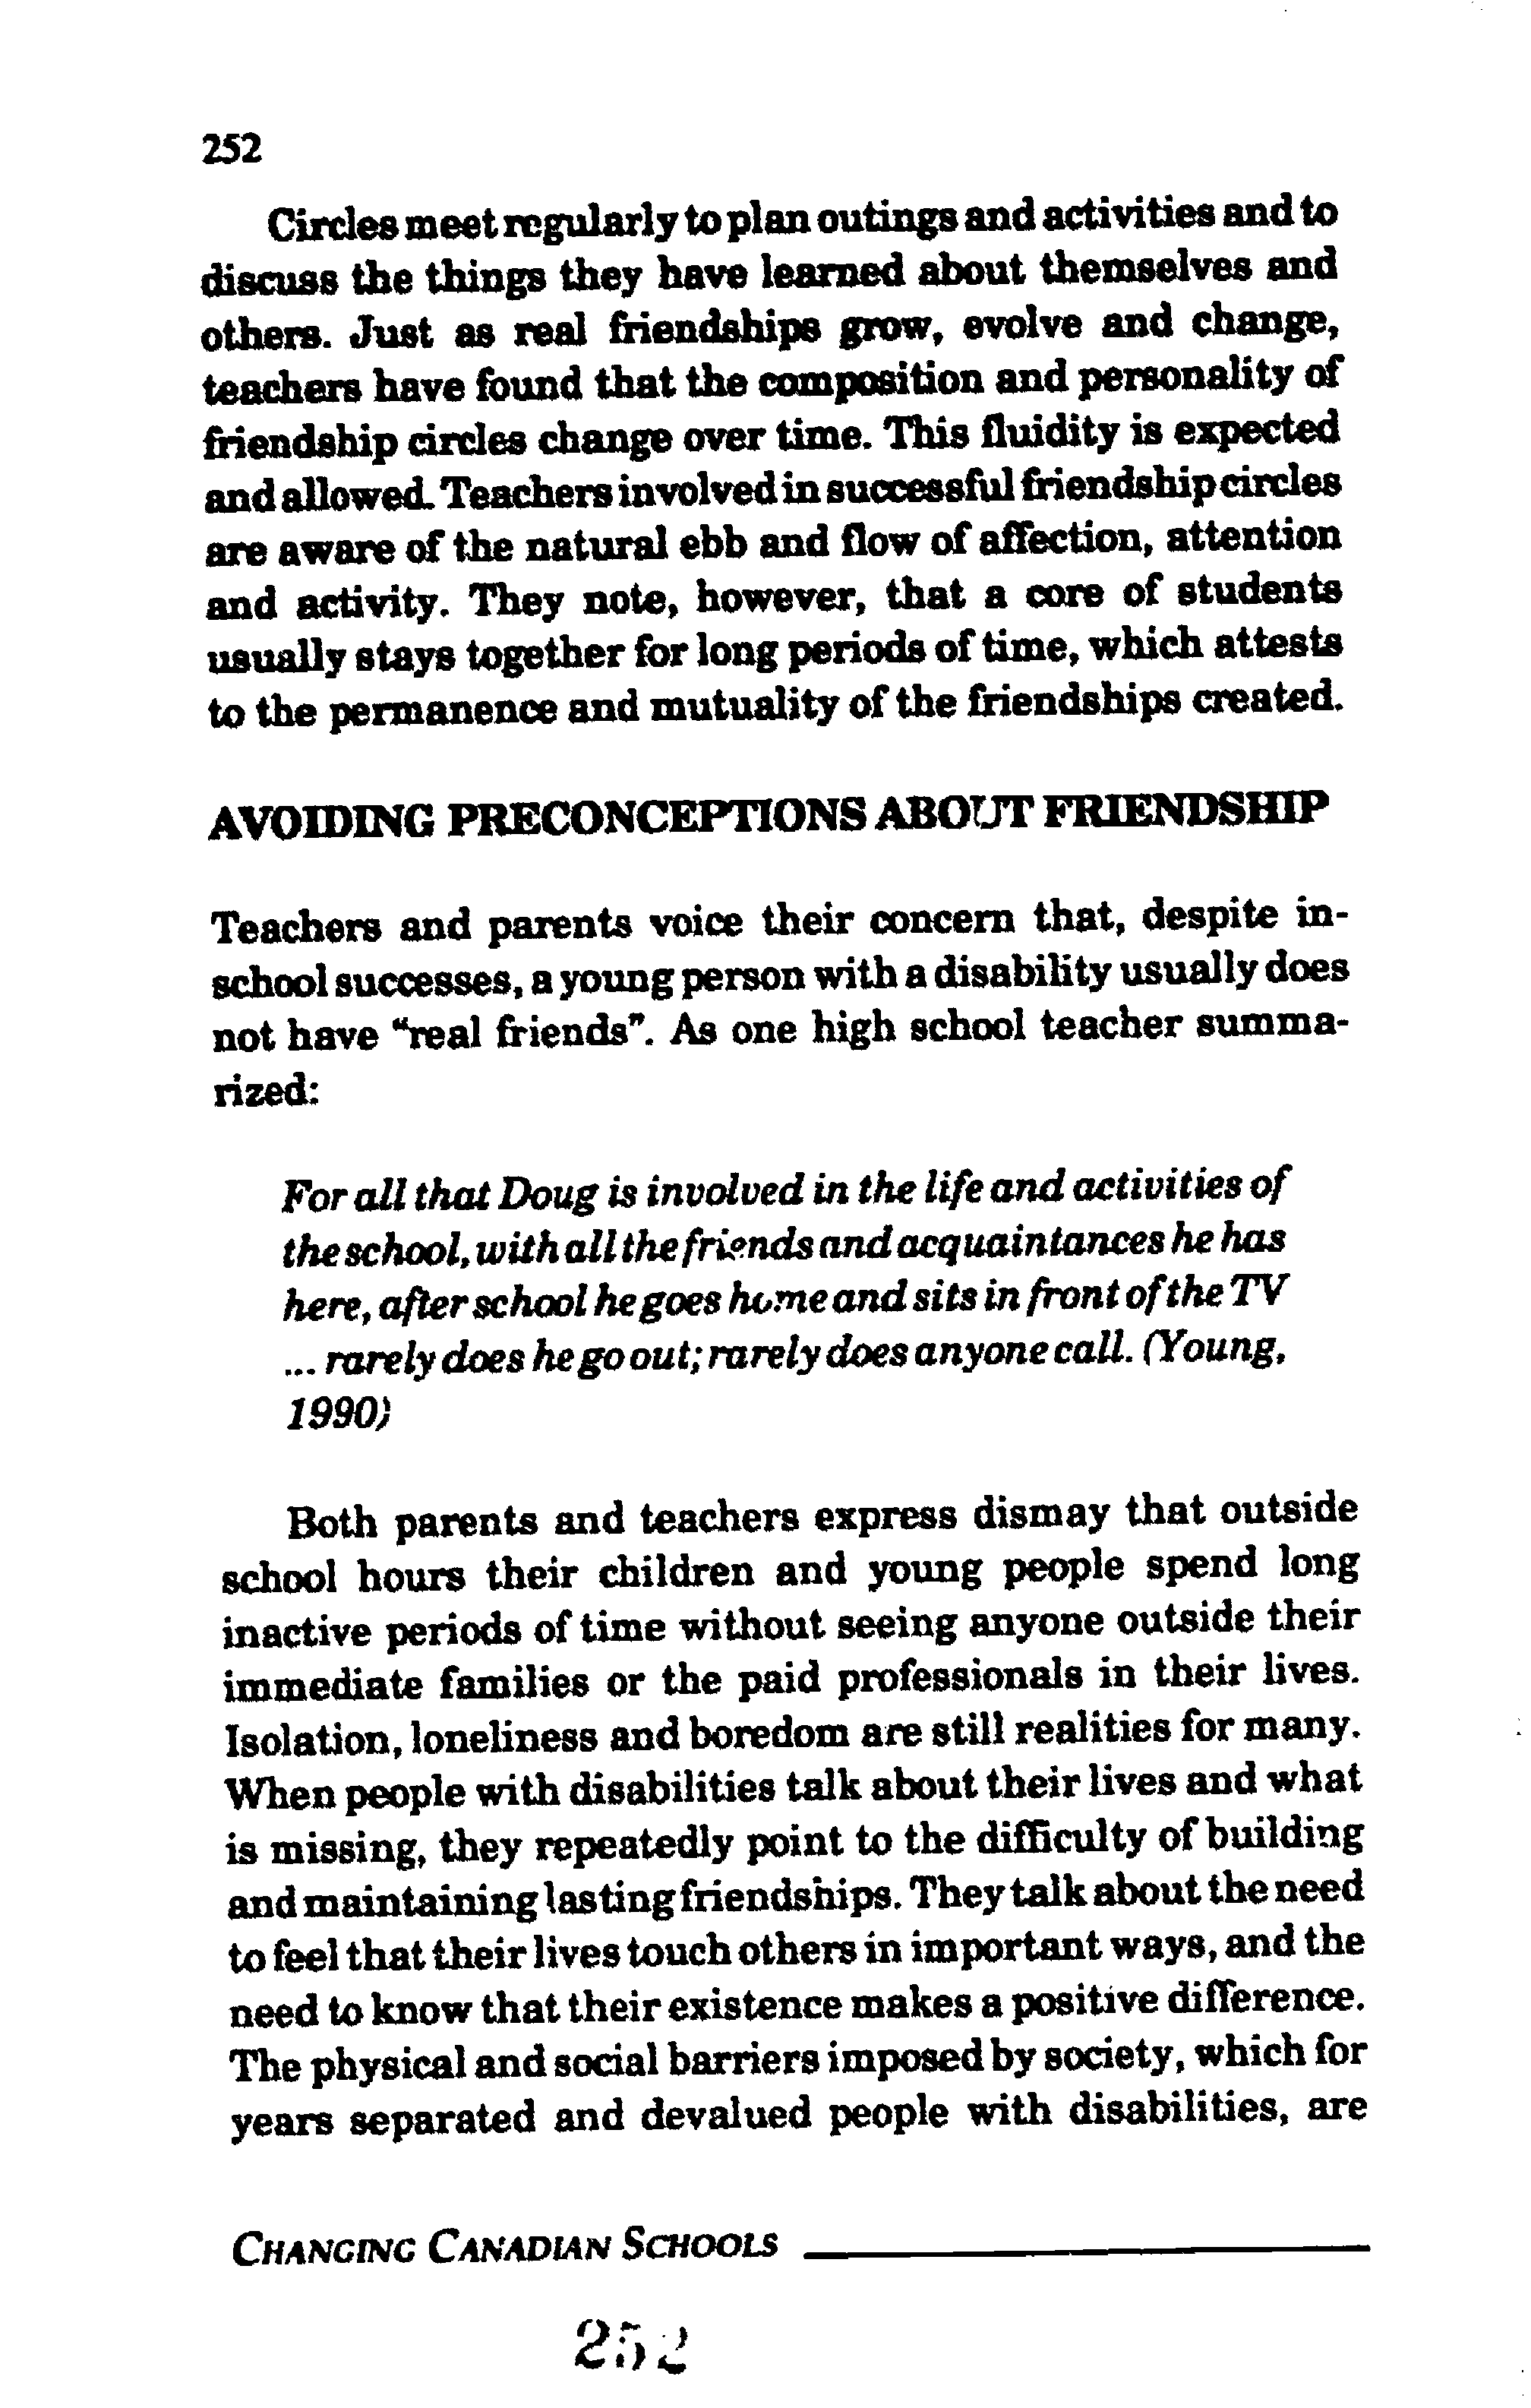 252
Circles meet regularly to plan outings and activities and to
discuss the things they have learned about themselves and
others. Just as real friendships grow, evolve and change,
teachers have found that the composition and personality of
friendship circles change over time. This fluidity is expected
and allowed. Teachers involved in successful friendship circles
are aware of the natural ebb and flow of affection, attention
and activity. They note, however, that a core of students
usually stays together for long periods of time, which attests
to the permanence and mutuality of the friendships created.
AVOIDING PRECONCEPTIONS ABOUT FRIENDSHIP
Teachers and parents voice their concern that, despite in-
school successes, a young person with a disability usually does
not have "real friends". As one high school teacher summa-
rized:
For all that Doug is involved in the life and activities of
the school, with all the friends and acquaintances he has
here, after school he goes home and sits in front of the TV
... rarely does he go out; rarely does anyone call. (Young,
1990)
Both parents and teachers express dismay that outside
school hours their children and young people spend long
inactive periods of time without seeing anyone outside their
immediate families or the paid professionals in their lives.
Isolation, loneliness and boredom are still realities for many.
When people with disabilities talk about their lives and what
is missing, they repeatedly point to the difficulty of building
and maintaining lasting friendships. They talk about the need
to feel that their lives touch others in important ways, and the
need to know that their existence makes a positive difference.
The physical and social barriers imposed by society, which for
years separated and devalued people with disabilities, are
CHANGING CANADIAN SCHOOLS
252